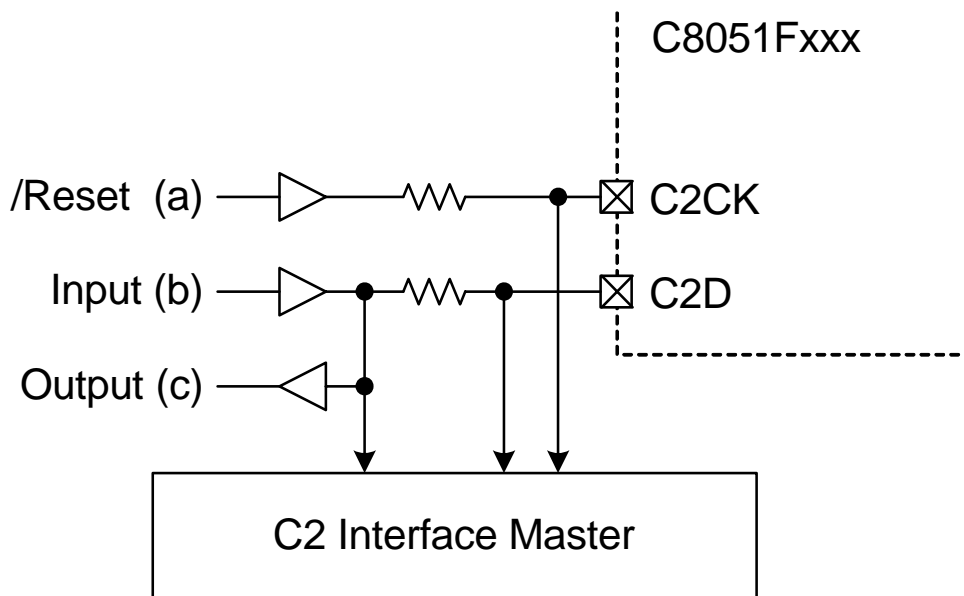 C8051Fxxx
/Reset (a)
C2CK
Input (b)
C2D
Output (c)
C2 Interface Master